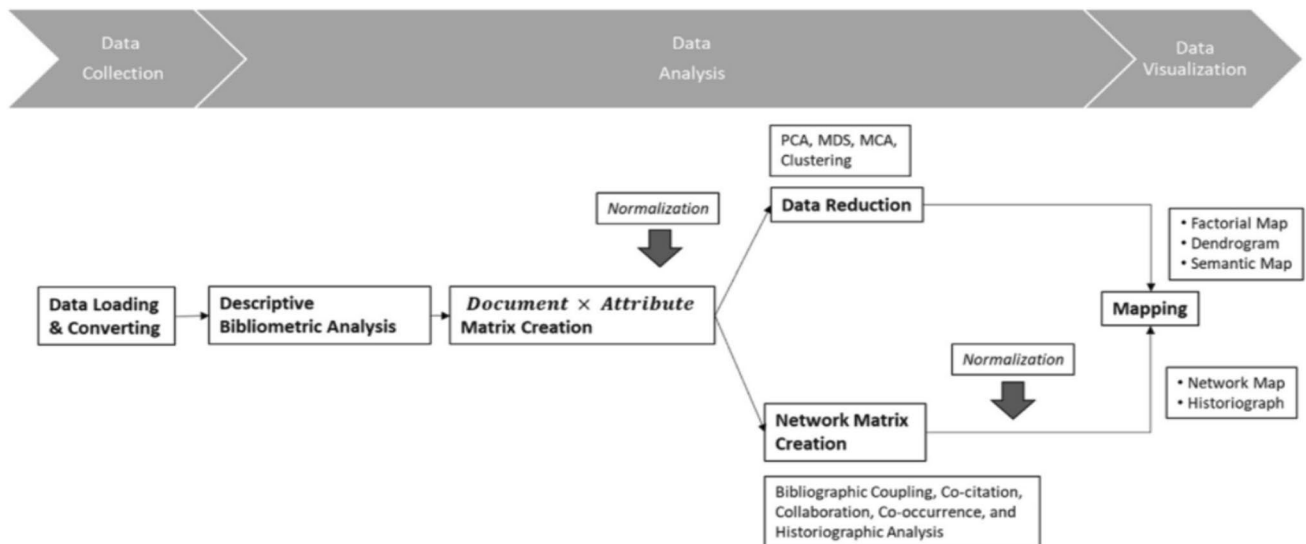 Data
Collection
Data
Analysis
Data
Visualization
PCA, MDS, MCA,
Clustering
Normalization
Data Reduction
• Factorial Map
• Dendrogram
• Semantic Map
Data Loading
& Converting
Descriptive
Bibliometric Analysis
Document × Attribute
Matrix Creation
Mapping
Normalization
• Network Map
• Historiograph
Network Matrix
Creation
Bibliographic Coupling, Co-citation,
Collaboration, Co-occurrence, and
Historiographic Analysis